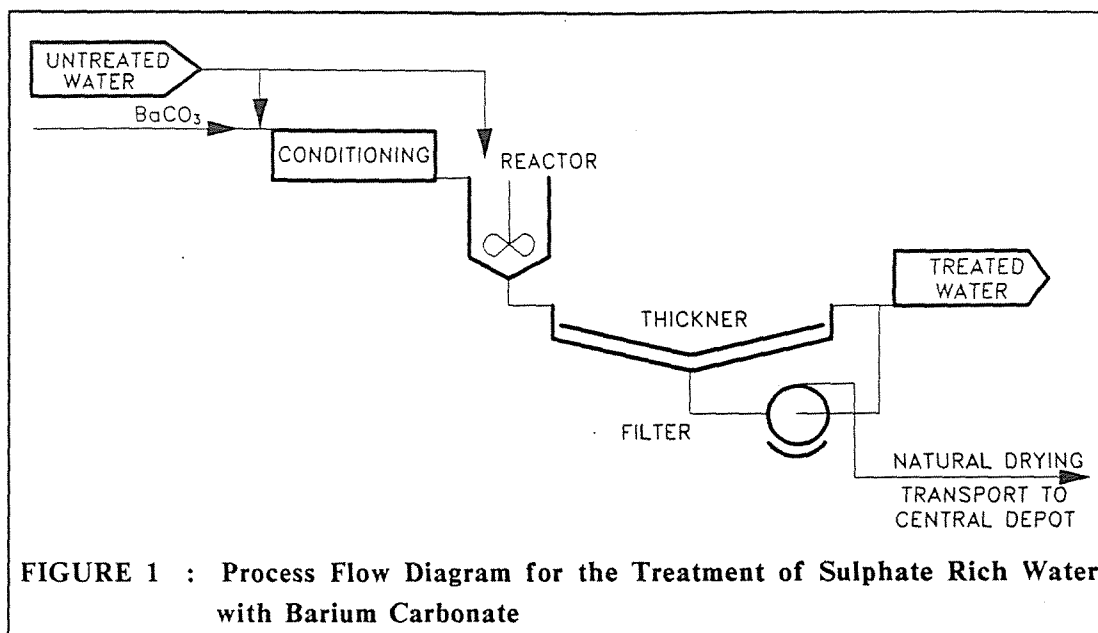 UNTREATED
WATER
BaCO₃
CONDITIONING
REACTOR
THICKNER
TREATED
WATER
FILTER
NATURAL DRYING
TRANSPORT TO
CENTRAL DEPOT
FIGURE 1 : Process Flow Diagram for the Treatment of Sulphate Rich Water
with Barium Carbonate